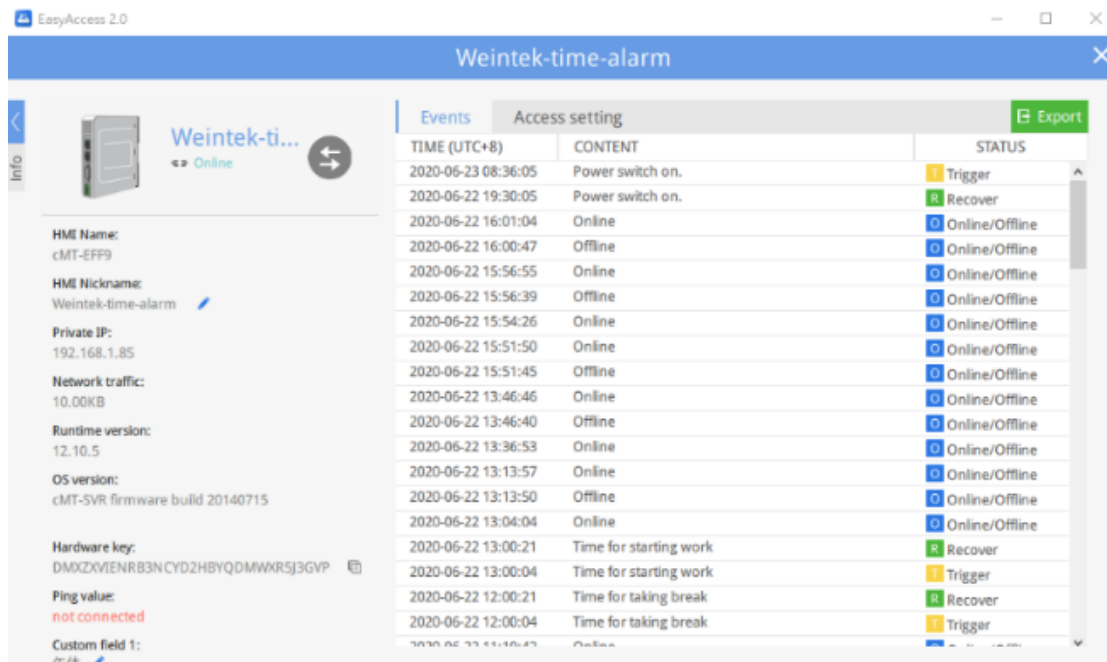 EasyAccess 2.0
Weintek-time-alarm
Info
Weintek-ti...
Online
HMI Name:
cMT-EFF9
HMI Nickname:
Weintek-time-alarm
Private IP:
192.168.1.85
Network traffic:
10.00KB
Runtime version:
12.10.5
OS version:
cMT-SVR firmware build 20140715
Hardware key:
DMXZXVIENRB3NCYD2HBYQDMWXR5J3GVP
Ping value:
not connected
Custom field 1:
Events Access setting Export
TIME (UTC+8) CONTENT STATUS
2020-06-23 08:36:05 Power switch on. T Trigger
2020-06-22 19:30:05 Power switch on. R Recover
2020-06-22 16:01:04 Online O Online/Offline
2020-06-22 16:00:47 Offline O Online/Offline
2020-06-22 15:56:55 Online O Online/Offline
2020-06-22 15:56:39 Offline O Online/Offline
2020-06-22 15:54:26 Online O Online/Offline
2020-06-22 15:51:50 Online O Online/Offline
2020-06-22 15:51:45 Offline O Online/Offline
2020-06-22 13:46:46 Online O Online/Offline
2020-06-22 13:46:40 Offline O Online/Offline
2020-06-22 13:36:53 Online O Online/Offline
2020-06-22 13:13:57 Online O Online/Offline
2020-06-22 13:13:50 Offline O Online/Offline
2020-06-22 13:04:04 Online O Online/Offline
2020-06-22 13:00:21 Time for starting work R Recover
2020-06-22 13:00:04 Time for starting work T Trigger
2020-06-22 12:00:21 Time for taking break R Recover
2020-06-22 12:00:04 Time for taking break T Trigger